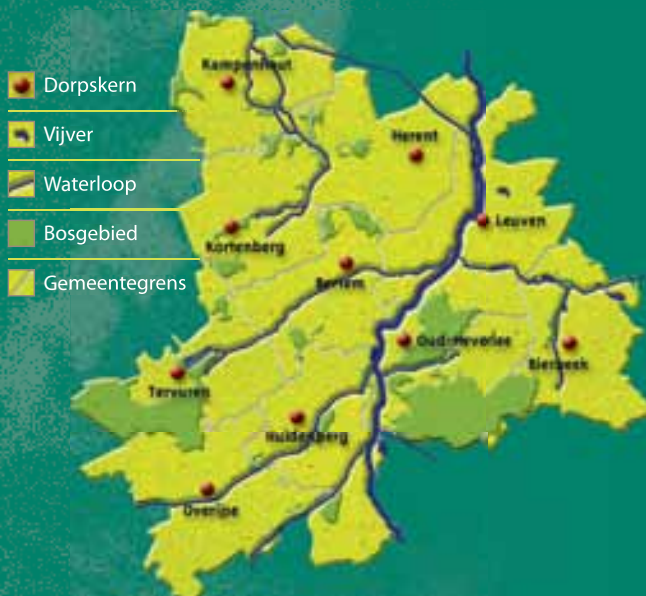 Dorpskern
Vijver
Waterloop
Bosgebied
Gemeentegrens
Kampenhout
Herent
Leuven
Kortenberg
Bertem
Oud-Heverlee
Bierbeek
Tervuren
Huldenberg
Overijse